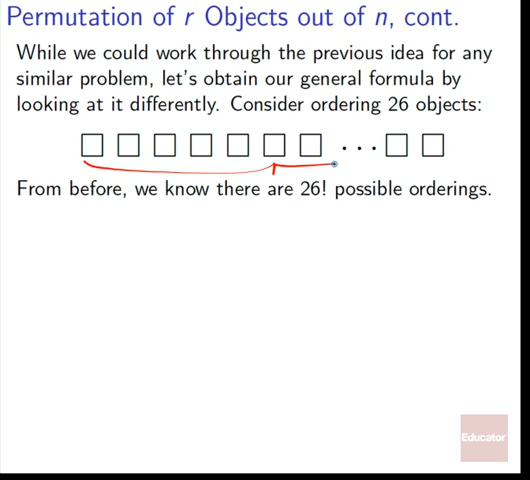 Permutation of r Objects out of n, cont.
While we could work through the previous idea for any
similar problem, let's obtain our general formula by
looking at it differently. Consider ordering 26 objects:
· · ·
From before, we know there are 26! possible orderings.
Educator